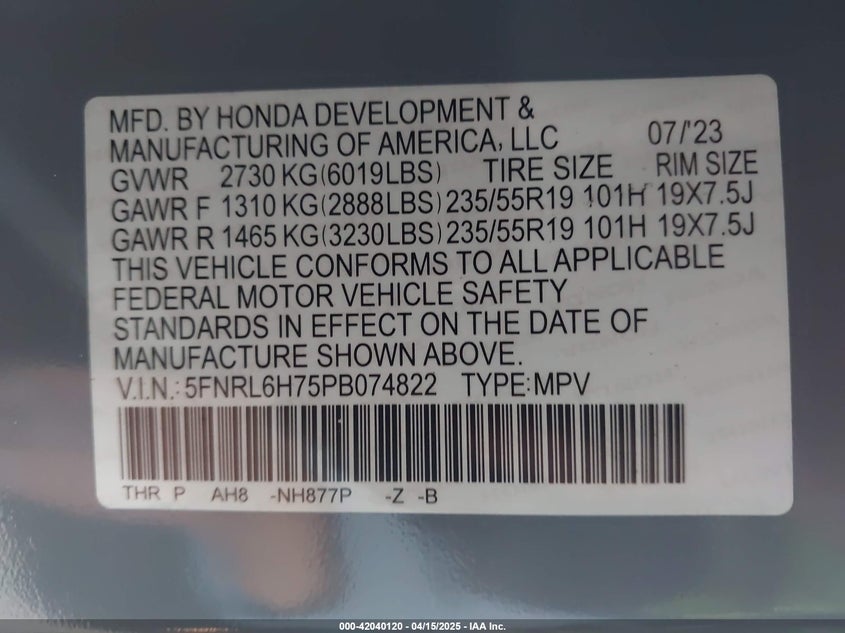 MFD. BY HONDA DEVELOPMENT &
MANUFACTURING OF AMERICA, LLC 07/'23
GVWR 2730 KG(6019LBS) TIRE SIZE RIM SIZE
GAWR F 1310 KG(2888LBS) 235/55R19 101H 19X7.5J
GAWR R 1465 KG(3230LBS) 235/55R19 101H 19X7.5J
THIS VEHICLE CONFORMS TO ALL APPLICABLE
FEDERAL MOTOR VEHICLE SAFETY
STANDARDS IN EFFECT ON THE DATE OF
MANUFACTURE SHOWN ABOVE.
V.I.N.: 5FNRL6H75PB074822 TYPE:MPV
THR P AH8 -NH877P -Z -B
000-42040120 - 04/15/2025 - IAA Inc.